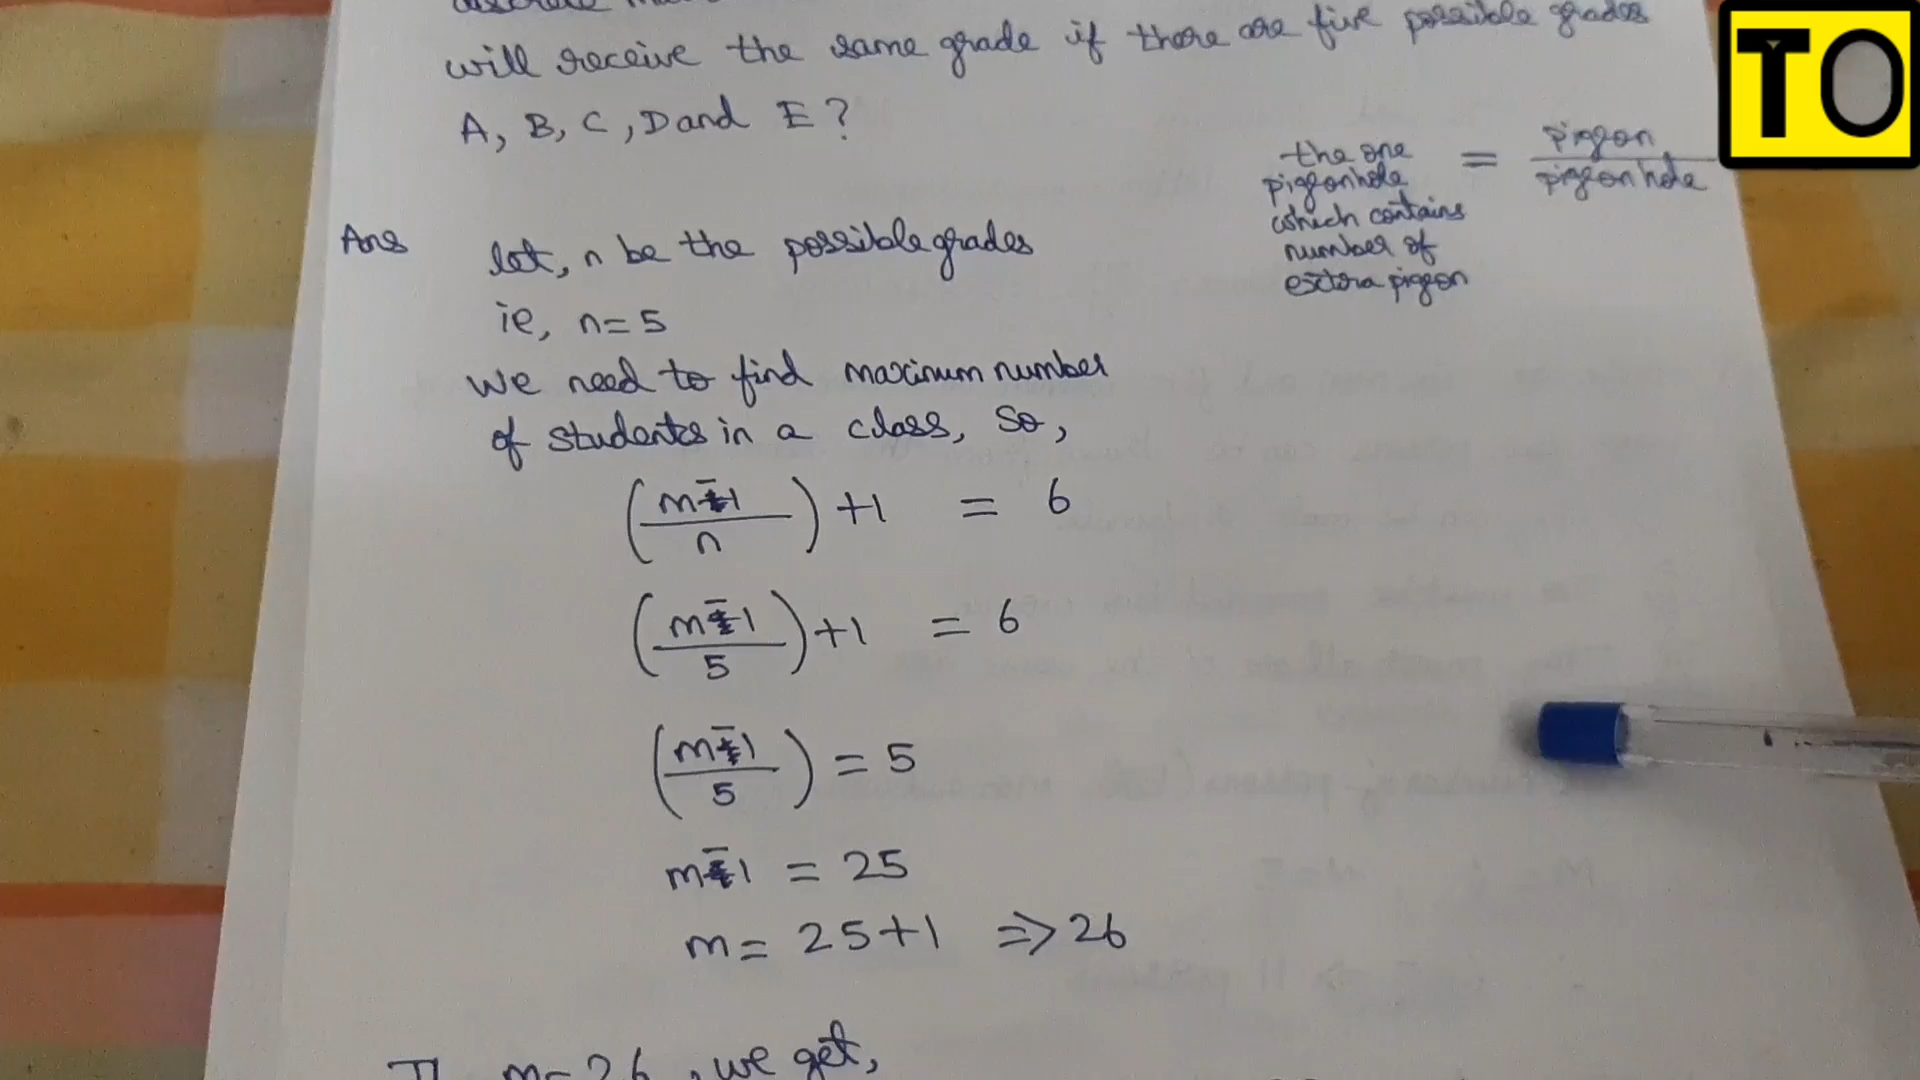 discrete
will receive the same grade if there are five possible grades
A, B, C, D and E?
the one pigeonhole which contains number of extra pigeon = pigeon / pigeonhole
Ans let, n be the possible grades
ie, n=5
we need to find maximum number
of students in a class, so,
(m-1 / n) +1 = 6
(m-1 / 5) +1 = 6
(m-1 / 5) = 5
m-1 = 25
m = 25+1 => 26
m=26, we get,
TO